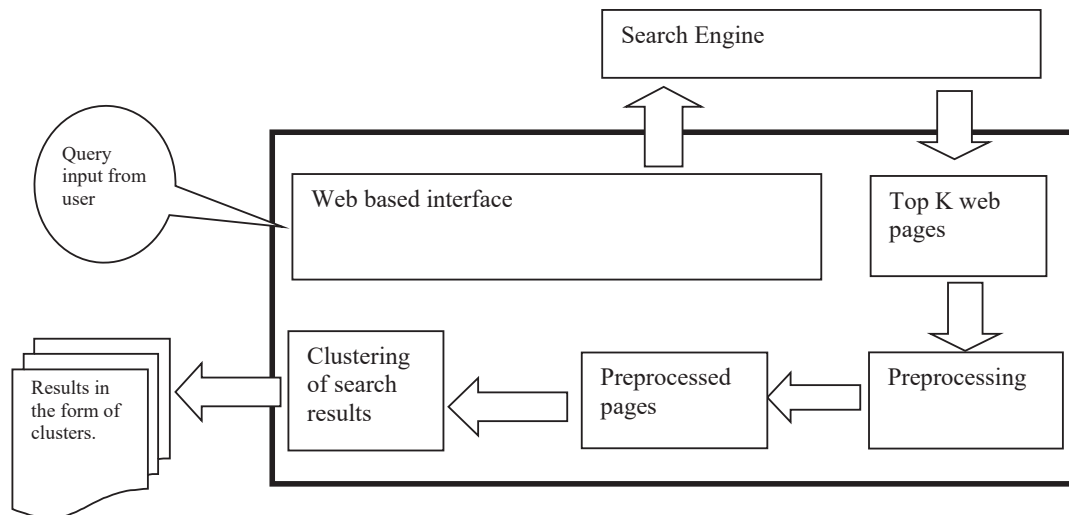 Search Engine
Query
input from
user
Web based interface
Top K web
pages
Clustering
of search
results
Preprocessed
pages
Preprocessing
Results in
the form of
clusters.